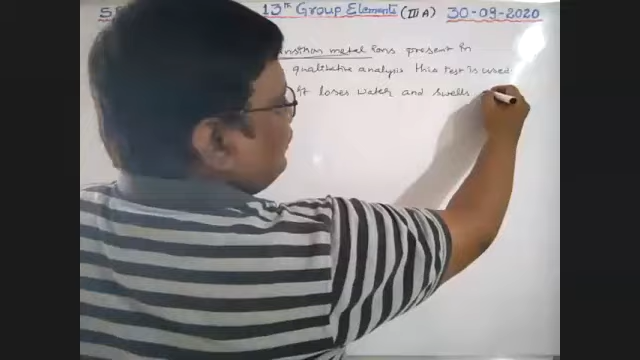 13th Group Elements (III A) 30-09-2020
transition metal ions present in
qualitative analysis this test is used
it loses water and swells